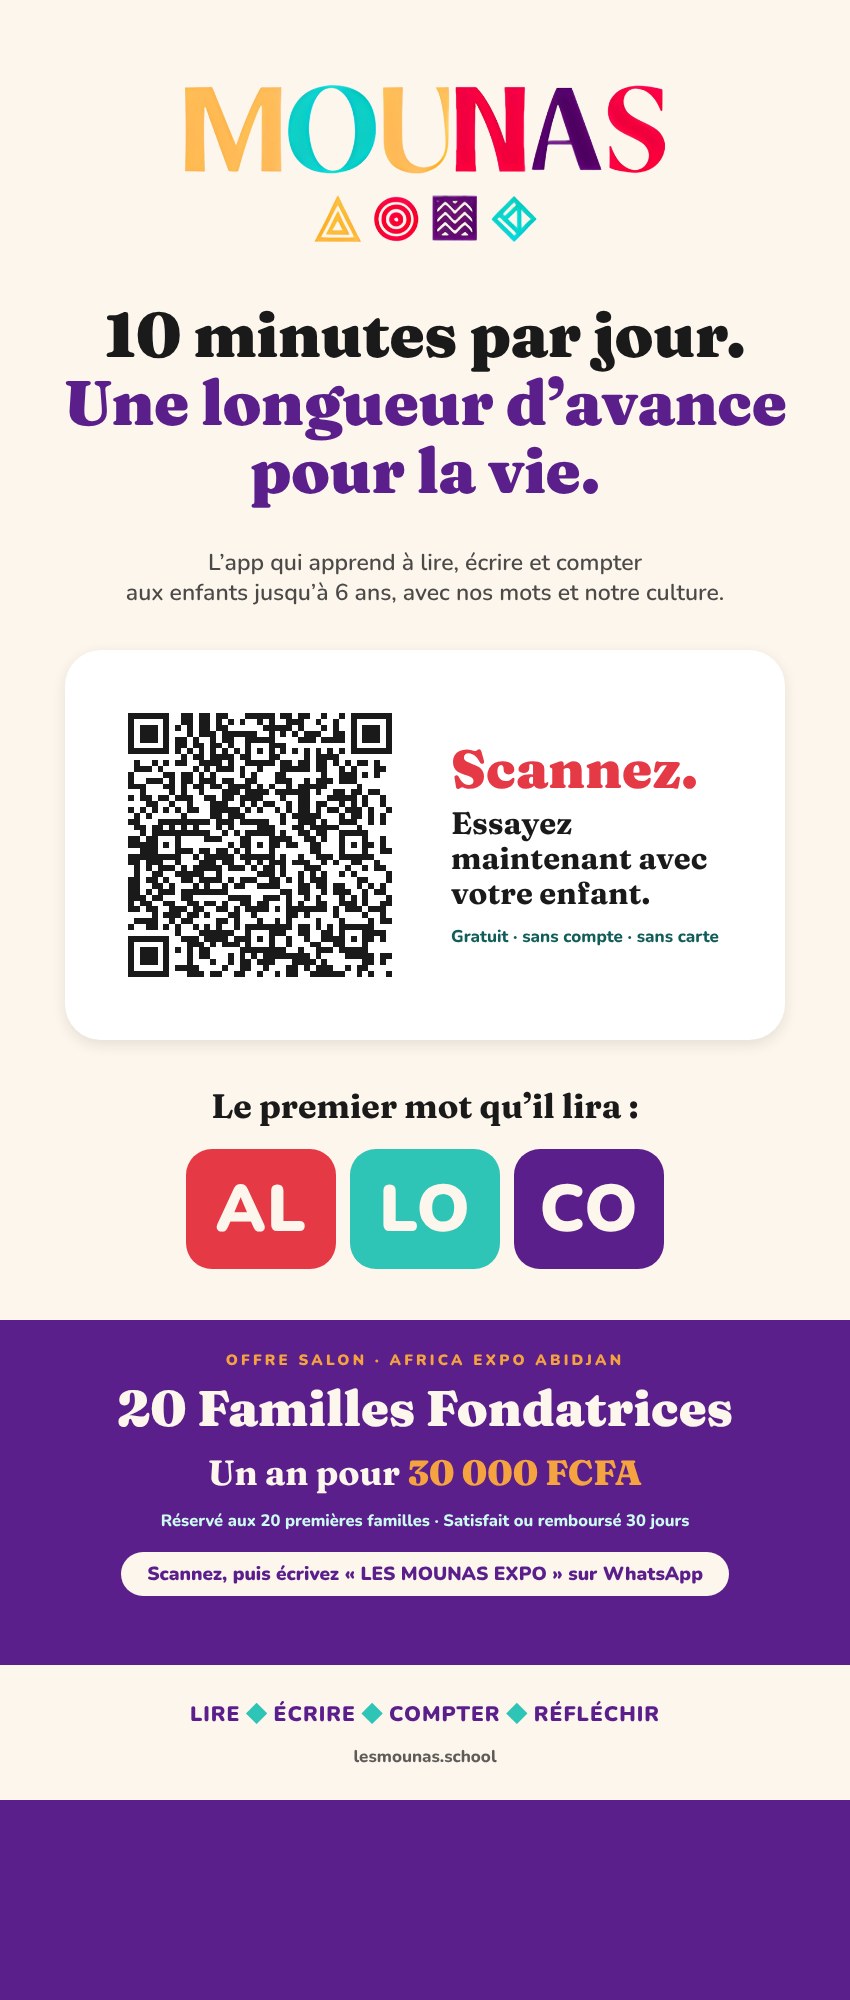 MOUNAS
10 minutes par jour.
Une longueur d’avance
pour la vie.
L’app qui apprend à lire, écrire et compter
aux enfants jusqu’à 6 ans, avec nos mots et notre culture.
Scannez.
Essayez
maintenant avec
votre enfant.
Gratuit · sans compte · sans carte
Le premier mot qu’il lira :
AL LO CO
OFFRE SALON · AFRICA EXPO ABIDJAN
20 Familles Fondatrices
Un an pour 30 000 FCFA
Réservé aux 20 premières familles · Satisfait ou remboursé 30 jours
Scannez, puis écrivez « LES MOUNAS EXPO » sur WhatsApp
LIRE ◆ ÉCRIRE ◆ COMPTER ◆ RÉFLÉCHIR
lesmounas.school